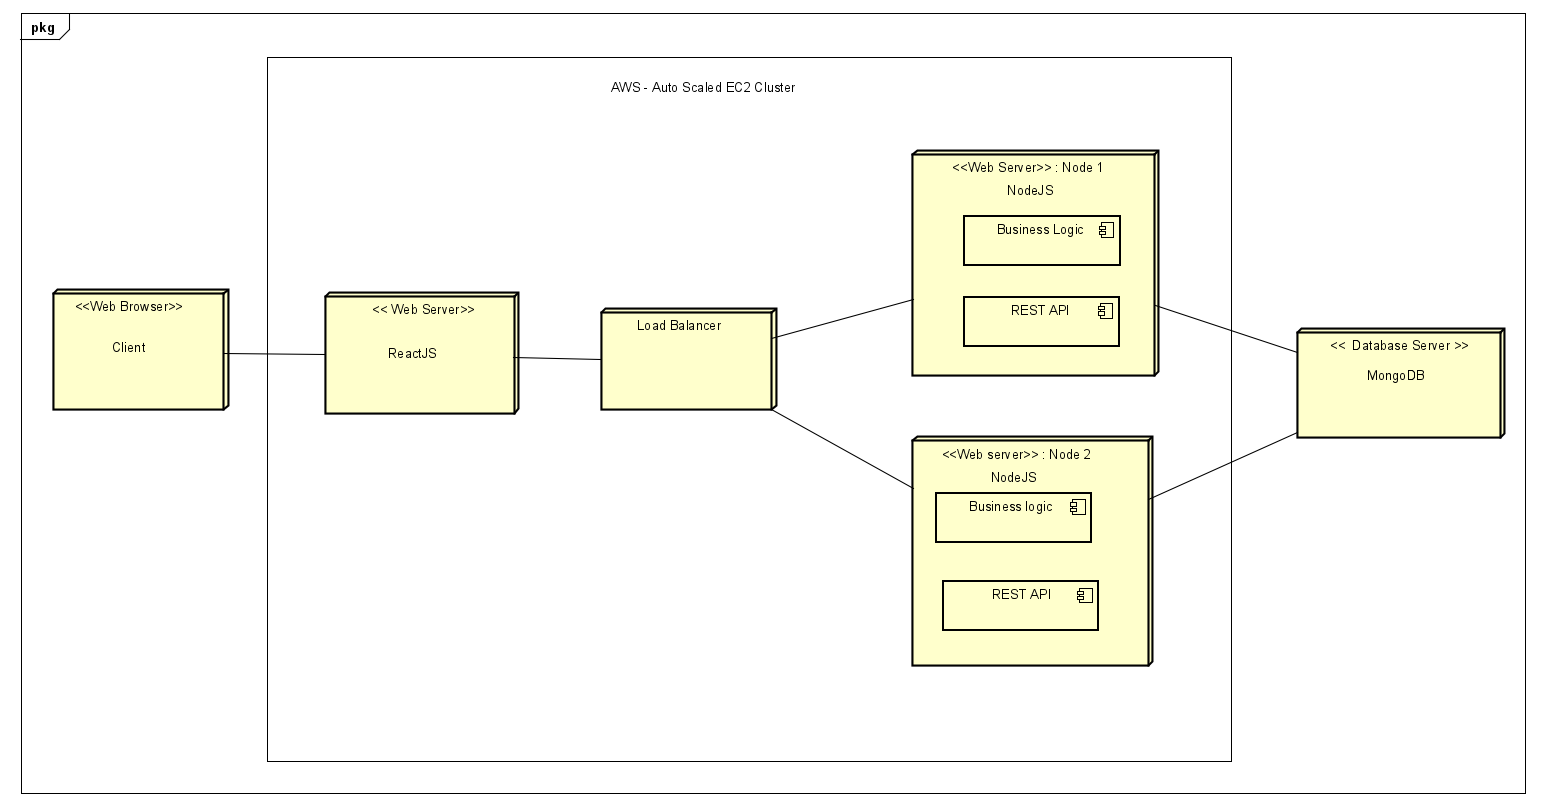 pkg
AWS - Auto Scaled EC2 Cluster
<<Web Browser>>
Client
<< Web Server>>
ReactJS
Load Balancer
<<Web Server>> : Node 1
NodeJS
Business Logic
REST API
<<Web server>> : Node 2
NodeJS
Business logic
REST API
<< Database Server >>
MongoDB